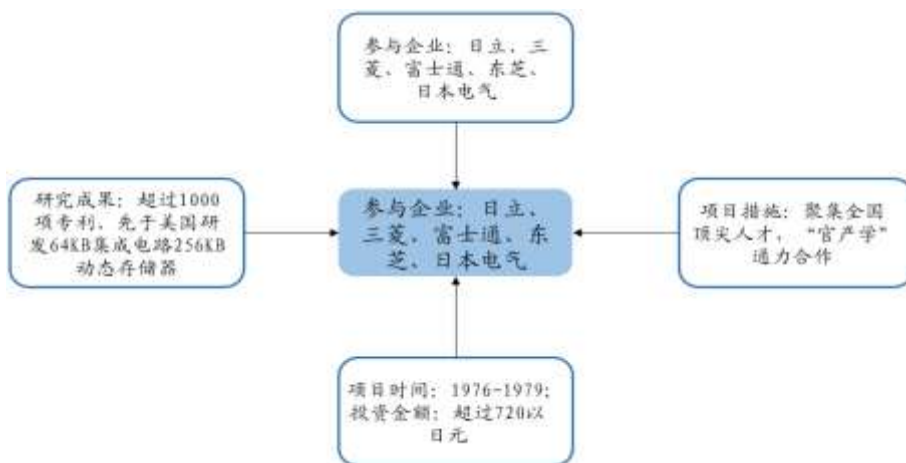 参与企业：日立、三
菱、富士通、东芝、
日本电气
研究成果：超过1000
项专利，先于美国研
发64KB集成电路256KB
动态存储器
参与企业：日立、
三菱、富士通、东
芝、日本电气
项目措施：聚集全国
顶尖人才，“官产学”
通力合作
项目时间：1976-1979;
投资金额：超过720以
日元